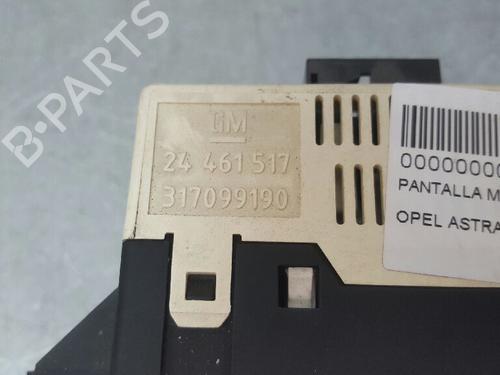 B-PARTS
GM
24 461 517
317099190
000000000
PANTALLA M
OPEL ASTRA